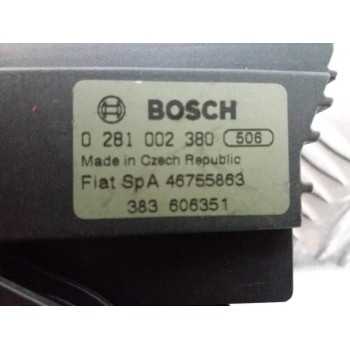 BOSCH
0 281 002 380 506
Made in Czech Republic
Fiat SpA 46755863
383 606351